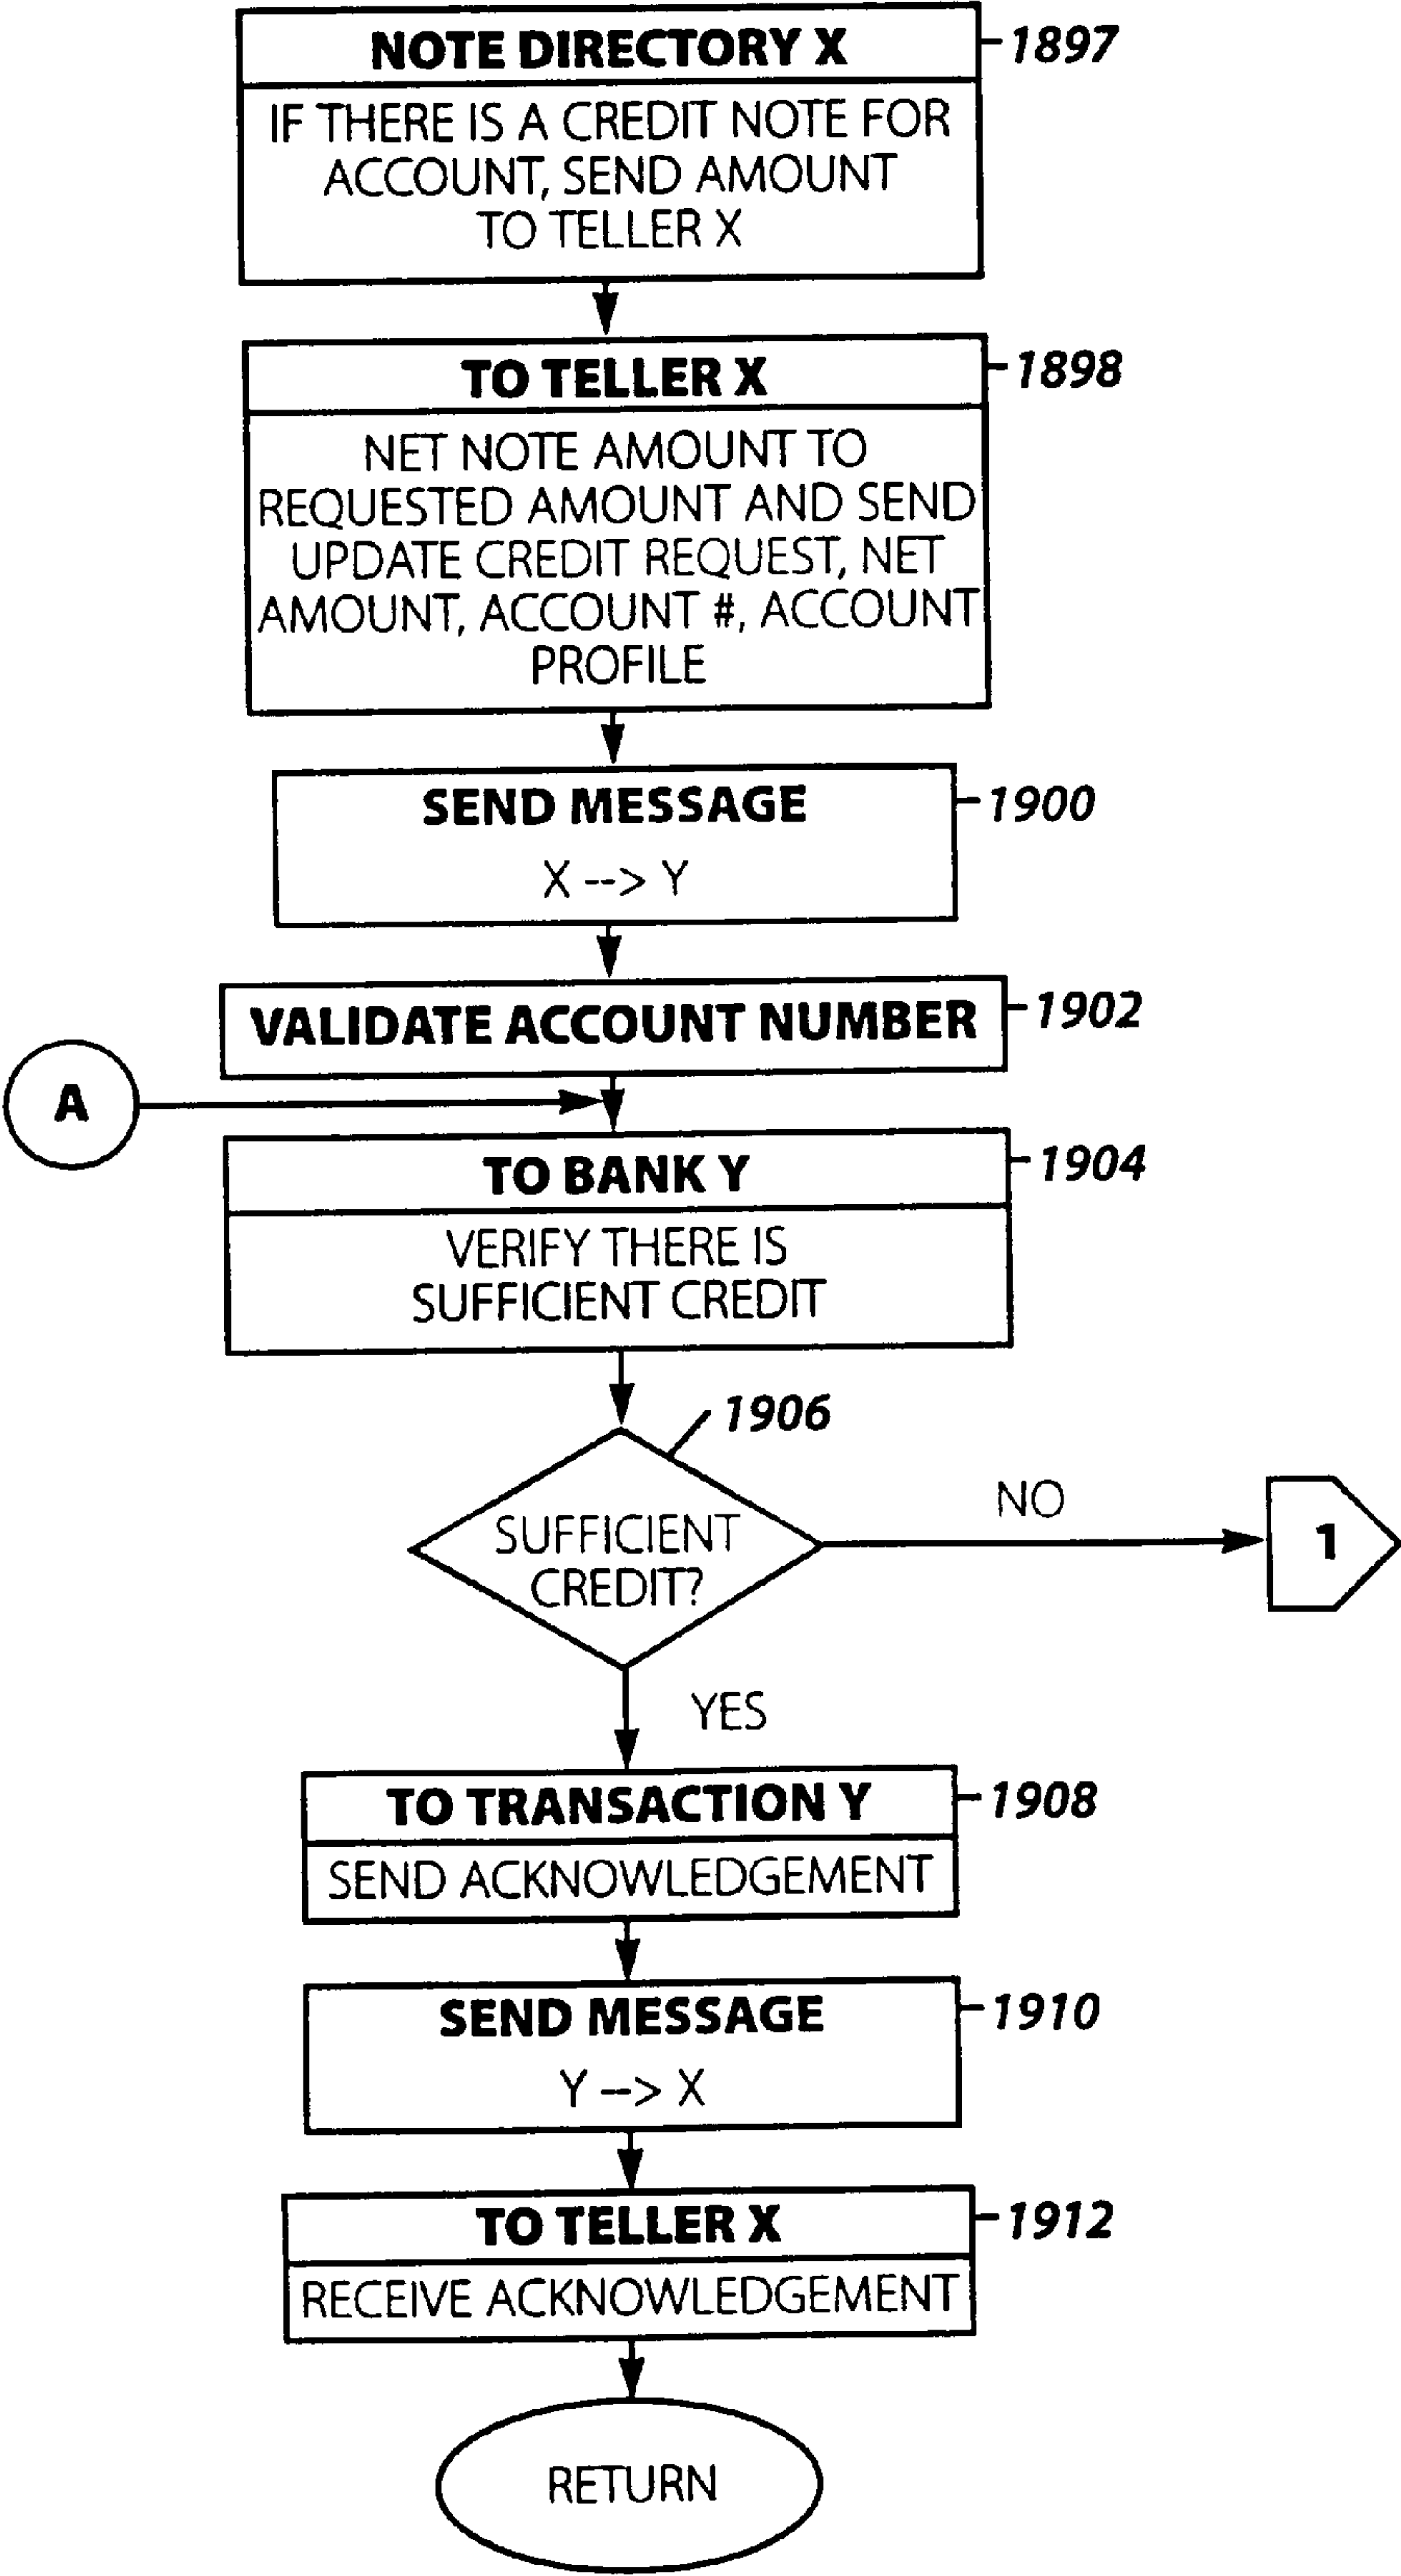 NOTE DIRECTORY X
1897
IF THERE IS A CREDIT NOTE FOR
ACCOUNT, SEND AMOUNT
TO TELLER X
TO TELLER X
1898
NET NOTE AMOUNT TO
REQUESTED AMOUNT AND SEND
UPDATE CREDIT REQUEST, NET
AMOUNT, ACCOUNT #, ACCOUNT
PROFILE
SEND MESSAGE
1900
X --> Y
VALIDATE ACCOUNT NUMBER
1902
A
TO BANK Y
1904
VERIFY THERE IS
SUFFICIENT CREDIT
1906
SUFFICIENT
CREDIT?
NO
1
YES
TO TRANSACTION Y
1908
SEND ACKNOWLEDGEMENT
SEND MESSAGE
1910
Y --> X
TO TELLER X
1912
RECEIVE ACKNOWLEDGEMENT
RETURN